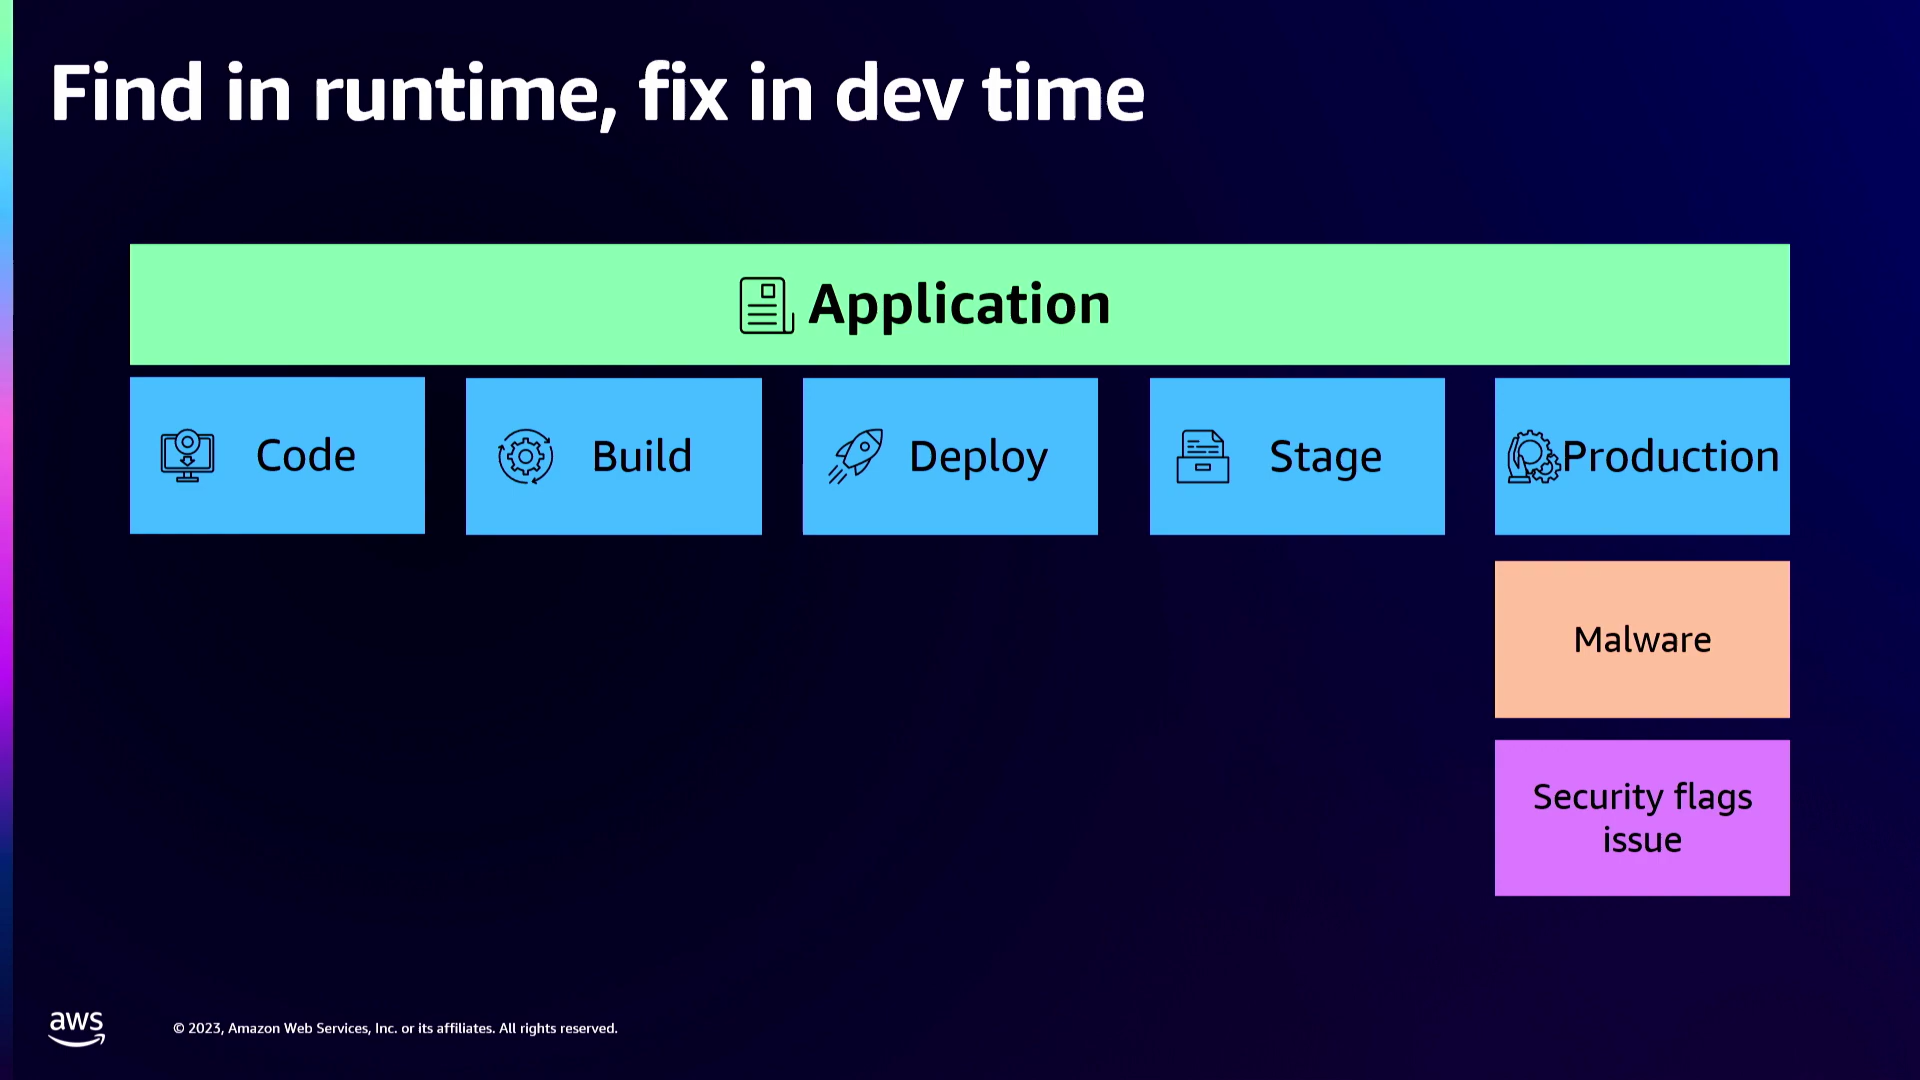 Find in runtime, fix in dev time
Application
Code
Build
Deploy
Stage
Production
Malware
Security flags
issue
aws
© 2023, Amazon Web Services, Inc. or its affiliates. All rights reserved.